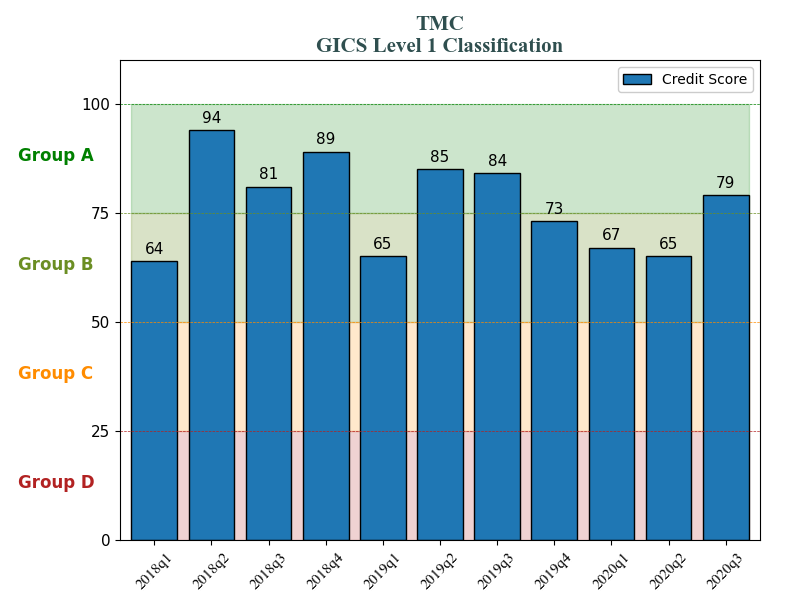 TMC
GICS Level 1 Classification
Credit Score
100
Group A
75
Group B
50
Group C
25
Group D
0
64
94
81
89
65
85
84
73
67
65
79
2018q1
2018q2
2018q3
2018q4
2019q1
2019q2
2019q3
2019q4
2020q1
2020q2
2020q3